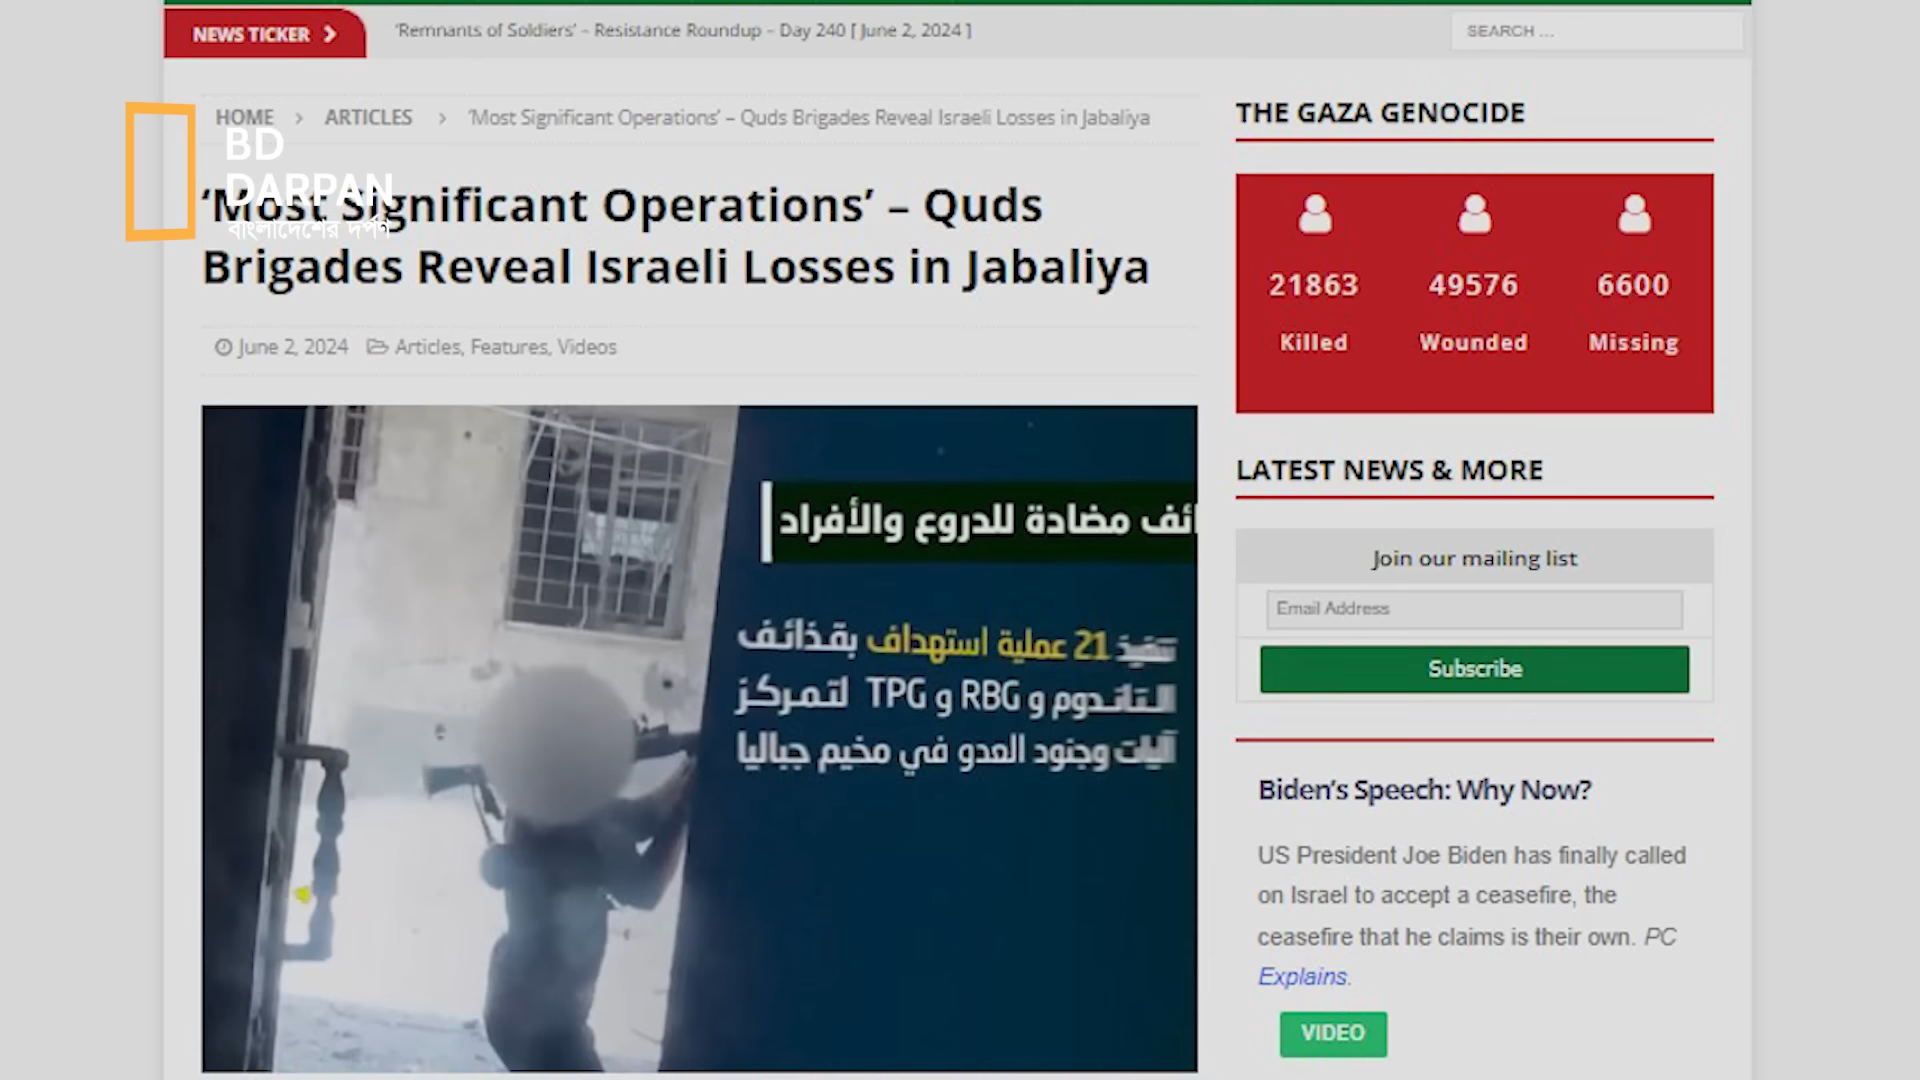 NEWS TICKER
‘Remnants of Soldiers’ – Resistance Roundup – Day 240 [ June 2, 2024 ]
SEARCH ...
HOME > ARTICLES > ‘Most Significant Operations’ – Quds Brigades Reveal Israeli Losses in Jabaliya
BD
DARPAN
বাংলাদেশের দর্পণ
‘Most Significant Operations’ – Quds
Brigades Reveal Israeli Losses in Jabaliya
June 2, 2024 Articles, Features, Videos
مضادة للدروع والأفراد
تنفيذ 21 عملية استهداف بقذائف
التاندوم و RBG و TPG لتمركز
آليات وجنود العدو في مخيم جباليا
THE GAZA GENOCIDE
21863 49576 6600
Killed Wounded Missing
LATEST NEWS & MORE
Join our mailing list
Email Address
Subscribe
Biden’s Speech: Why Now?
US President Joe Biden has finally called
on Israel to accept a ceasefire, the
ceasefire that he claims is their own. PC
Explains.
VIDEO